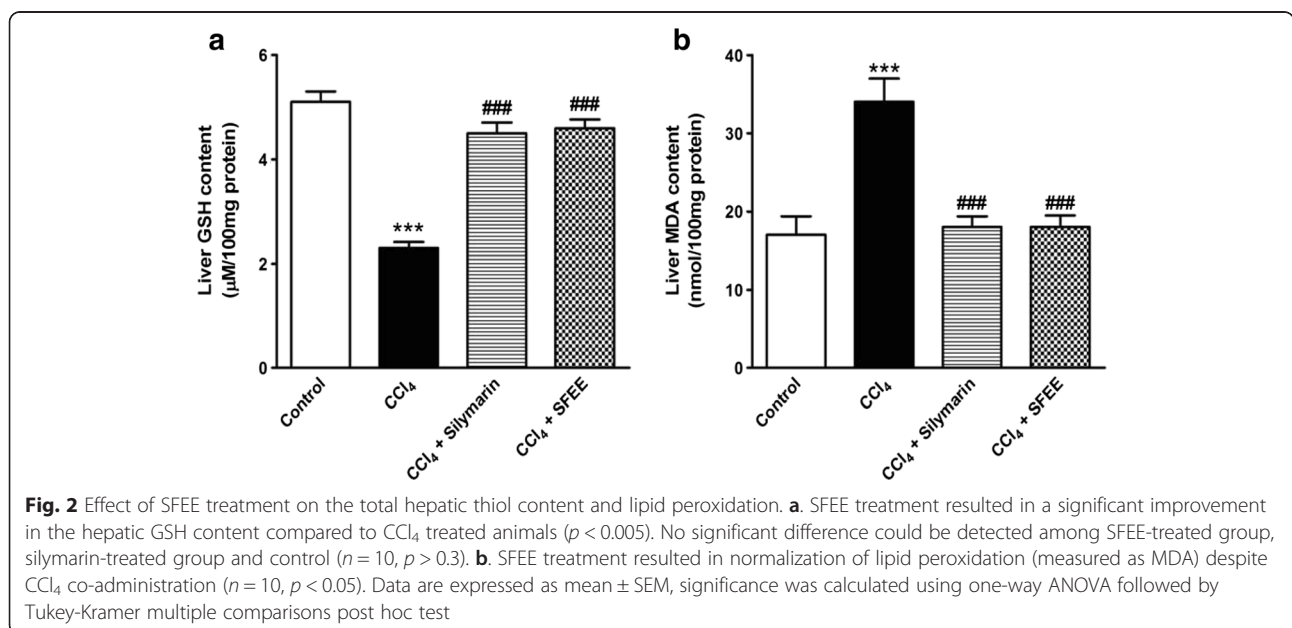 a
b
6
4
2
0
Liver GSH content
(µM/100mg protein)
***
###
###
Control
CCl₄
CCl₄ + Silymarin
CCl₄ + SFEE
40
30
20
10
0
Liver MDA content
(nmol/100mg protein)
***
###
###
Control
CCl₄
CCl₄ + Silymarin
CCl₄ + SFEE
Fig. 2 Effect of SFEE treatment on the total hepatic thiol content and lipid peroxidation. a. SFEE treatment resulted in a significant improvement
in the hepatic GSH content compared to CCl₄ treated animals (p < 0.005). No significant difference could be detected among SFEE-treated group,
silymarin-treated group and control (n = 10, p > 0.3). b. SFEE treatment resulted in normalization of lipid peroxidation (measured as MDA) despite
CCl₄ co-administration (n = 10, p < 0.05). Data are expressed as mean ± SEM, significance was calculated using one-way ANOVA followed by
Tukey-Kramer multiple comparisons post hoc test